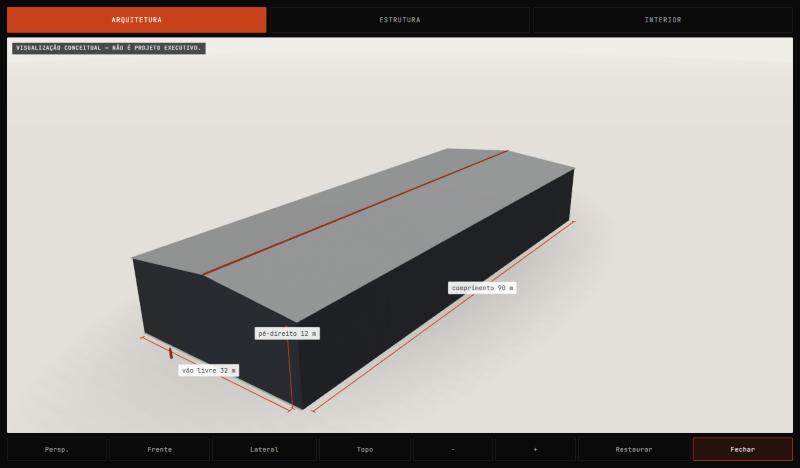 ARQUITETURA
ESTRUTURA
INTERIOR
VISUALIZAÇÃO CONCEITUAL — NÃO É PROJETO EXECUTIVO.
comprimento 90 m
pé-direito 12 m
vão livre 32 m
Persp.
Frente
Lateral
Topo
-
+
Restaurar
Fechar